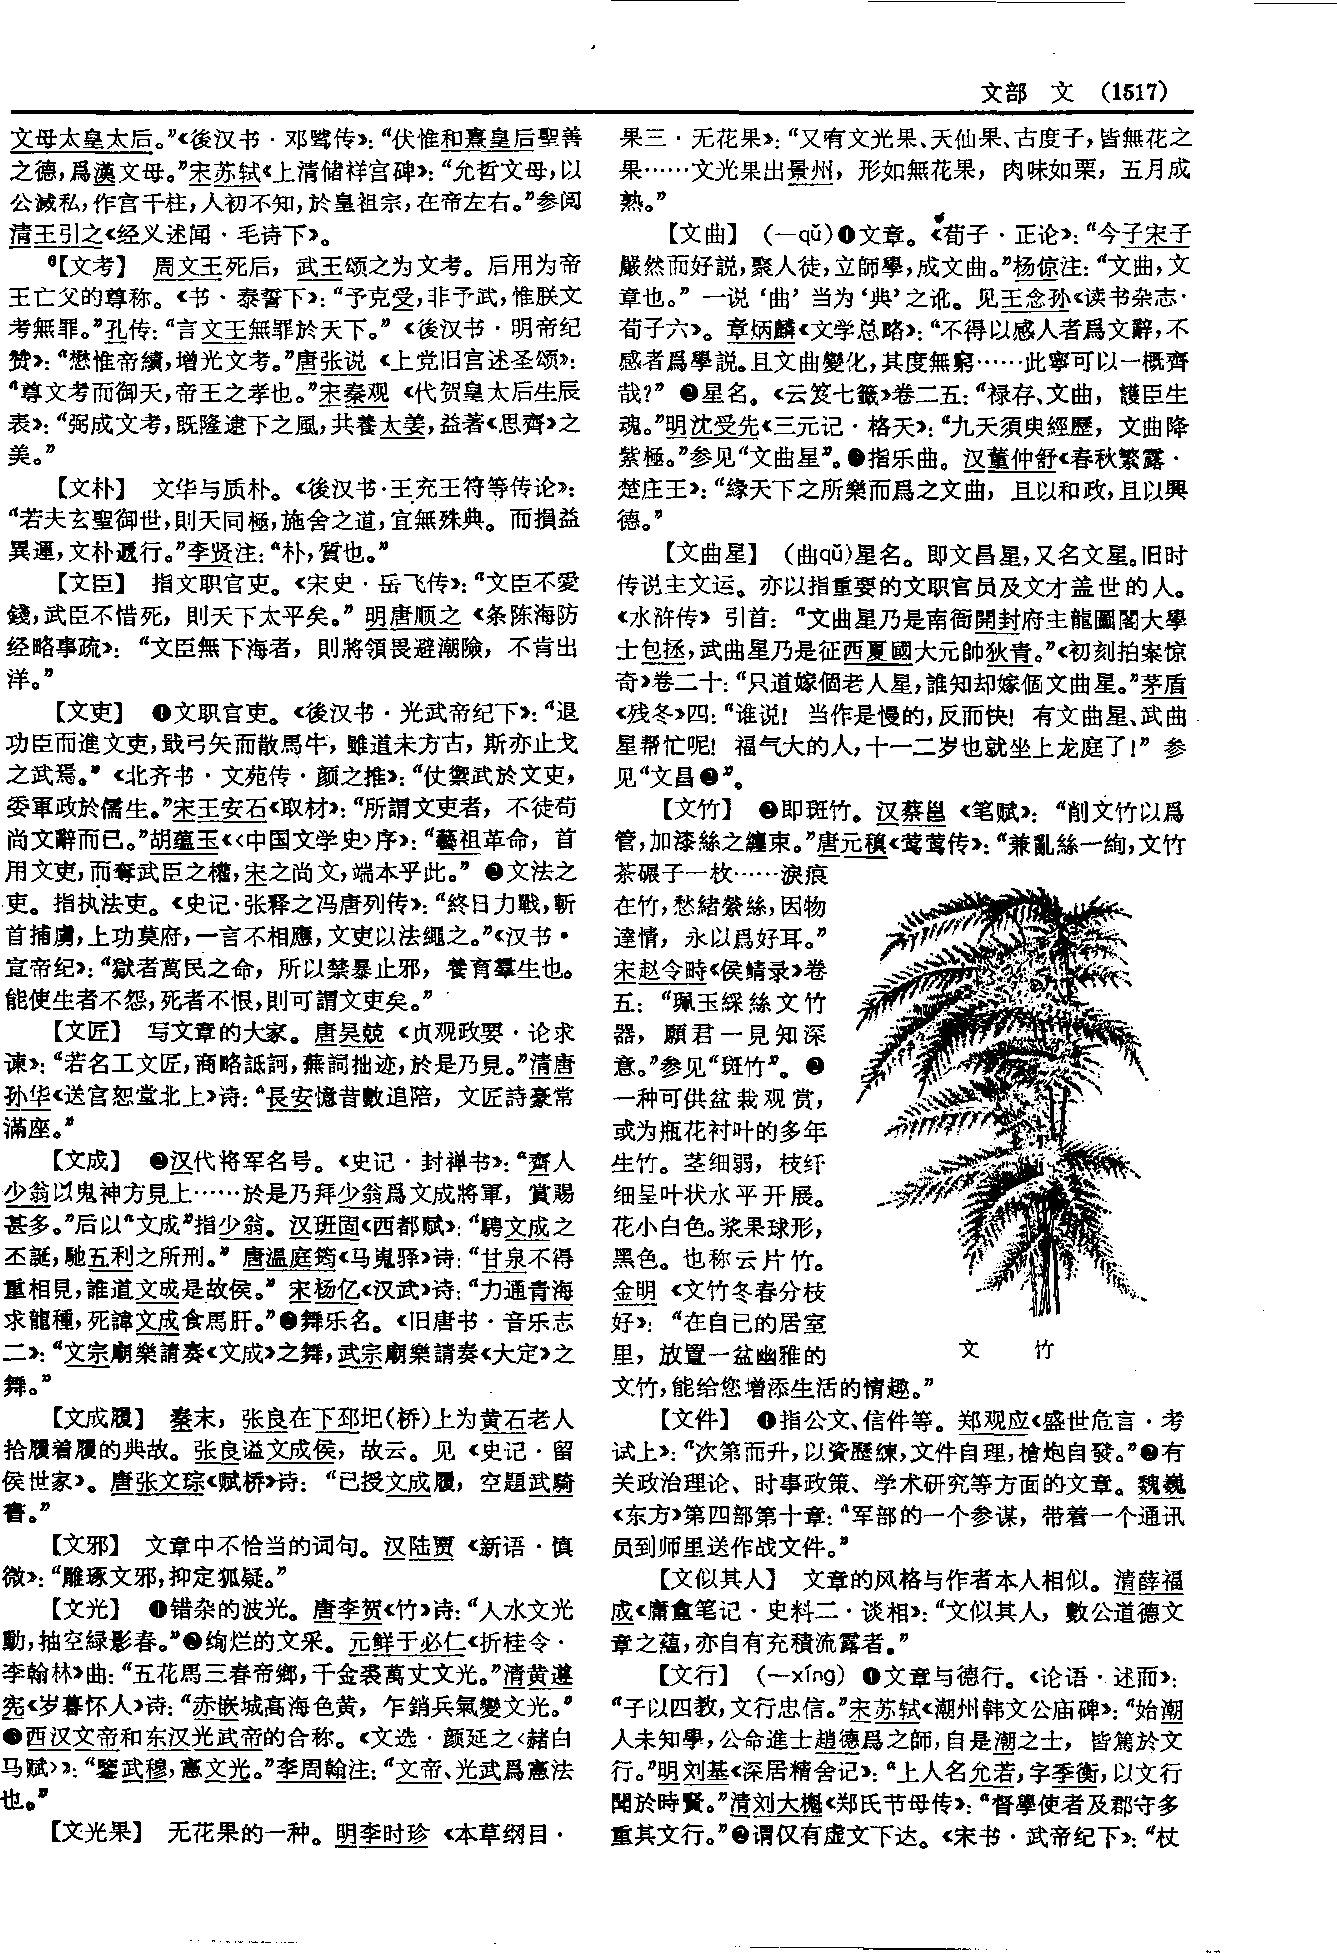 文部　文　(1517)
文母太皇太后。”《後汉书·邓骘传》：“伏惟和熹皇后聖善
之德，爲漢文母。”宋苏轼《上清储祥宫碑》：“允哲文母，以
公滅私，作宫千柱，人初不知，於皇祖宗，在帝左右。”参阅
清王引之《经义述闻·毛诗下》。
【文考】　周文王死后，武王颂之为文考。后用为帝
王亡父的尊称。《书·泰誓下》：“予克受，非予武，惟朕文
考無罪。”孔传：“言文王無罪於天下。”《後汉书·明帝纪
赞》：“懋惟帝績，增光文考。”唐张说《上党旧宫述圣颂》：
“尊文考而御天，帝王之孝也。”宋秦观《代贺皇太后生辰
表》：“弼成文考，既隆逮下之風，共養太姜，益著《思齊》之
美。”
【文朴】　文华与质朴。《後汉书·王充王符等传论》：
“若夫玄聖御世，則天同極，施舍之道，宜無殊典。而損益
異運，文朴遞行。”李贤注：“朴，質也。”
【文臣】　指文职官吏。《宋史·岳飞传》：“文臣不愛
錢，武臣不惜死，則天下太平矣。”明唐顺之《条陈海防
经略事疏》：“文臣無下海者，則將領畏避潮險，不肯出
洋。”
【文吏】　❶文职官吏。《後汉书·光武帝纪下》：“退
功臣而進文吏，戢弓矢而散馬牛，雖道未方古，斯亦止戈
之武焉。”《北齐书·文苑传·颜之推》：“仗禦武於文吏，
委軍政於儒生。”宋王安石《取材》：“所謂文吏者，不徒苟
尚文辭而已。”胡蕴玉《〈中国文学史〉序》：“藝祖革命，首
用文吏，而奪武臣之權，宋之尚文，端本乎此。”❷文法之
吏。指执法吏。《史记·张释之冯唐列传》：“終日力戰，斬
首捕虜，上功莫府，一言不相應，文吏以法繩之。”《汉书·
宣帝纪》：“獄者萬民之命，所以禁暴止邪，養育羣生也。
能使生者不怨，死者不恨，則可謂文吏矣。”
【文匠】　写文章的大家。唐吴兢《贞观政要·论求
谏》：“若名工文匠，商略詆訶，蕪詞拙迹，於是乃見。”清唐
孙华《送宫恕堂北上》诗：“長安憶昔數追陪，文匠詩豪常
滿座。”
【文成】　❶汉代将军名号。《史记·封禅书》：“齊人
少翁以鬼神方見上……於是乃拜少翁爲文成將軍，賞賜
甚多。”后以“文成”指少翁。汉班固《西都赋》：“騁文成之
丕誕，馳五利之所刑。”唐温庭筠《马嵬驿》诗：“甘泉不得
重相見，誰道文成是故侯。”宋杨亿《汉武》诗：“力通青海
求龍種，死諱文成食馬肝。”❷舞乐名。《旧唐书·音乐志
二》：“文宗廟樂請奏《文成》之舞，武宗廟樂請奏《大定》之
舞。”
【文成履】　秦末，张良在下邳圯(桥)上为黄石老人
拾履着履的典故。张良谥文成侯，故云。见《史记·留
侯世家》。唐张文琮《赋桥》诗：“已授文成履，空題武騎
書。”
【文邪】　文章中不恰当的词句。汉陆贾《新语·慎
微》：“雕琢文邪，抑定狐疑。”
【文光】　❶错杂的波光。唐李贺《竹》诗：“入水文光
動，抽空緑影春。”❷绚烂的文采。元鲜于必仁《折桂令·
李翰林》曲：“五花馬三春帝鄉，千金裘萬丈文光。”清黄遵
宪《岁暮怀人》诗：“赤嵌城高海色黄，乍銷兵氣變文光。”
❸西汉文帝和东汉光武帝的合称。《文选·颜延之〈赭白
马赋〉》：“鑒武穆，憲文光。”李周翰注：“文帝、光武爲憲法
也。”
【文光果】　无花果的一种。明李时珍《本草纲目·
果三·无花果》：“又有文光果、天仙果、古度子，皆無花之
果……文光果出景州，形如無花果，肉味如栗，五月成
熟。”
【文曲】　(—qǔ)❶文章。《荀子·正论》：“今子宋子
嚴然而好説，聚人徒，立師學，成文曲。”杨倞注：“文曲，文
章也。”一说‘曲’当为‘典’之讹。见王念孙《读书杂志·
荀子六》。章炳麟《文学总略》：“不得以感人者爲文辭，不
感者爲學説。且文曲變化，其度無窮……此寧可以一概齊
哉？”❷星名。《云笈七籤》卷二五：“禄存、文曲，護臣生
魂。”明沈受先《三元记·格天》：“九天須臾經歷，文曲降
紫極。”参见“文曲星”。❸指乐曲。汉董仲舒《春秋繁露·
楚庄王》：“緣天下之所樂而爲之文曲，且以和政，且以興
德。”
【文曲星】　(曲qǔ)星名。即文昌星，又名文星。旧时
传说主文运。亦以指重要的文职官员及文才盖世的人。
《水浒传》引首：“文曲星乃是南衙開封府主龍圖閣大學
士包拯，武曲星乃是征西夏國大元帥狄青。”《初刻拍案惊
奇》卷二十：“只道嫁個老人星，誰知却嫁個文曲星。”茅盾
《残冬》四：“谁说！当作是慢的，反而快！有文曲星、武曲
星帮忙呢！福气大的人，十一二岁也就坐上龙庭了！”参
见“文昌❷”。
【文竹】　❶即斑竹。汉蔡邕《笔赋》：“削文竹以爲
管，加漆絲之纏束。”唐元稹《莺莺传》：“兼亂絲一絇，文竹
茶碾子一枚……淚痕
在竹，愁緒縈絲，因物
達情，永以爲好耳。”
宋赵令畤《侯鲭录》卷
五：“珮玉綵絲文竹
器，願君一見知深
意。”参见“斑竹”。❷
一种可供盆栽观赏，
或为瓶花衬叶的多年
生竹。茎细弱，枝纤
细呈叶状水平开展。
花小白色。浆果球形，
黑色。也称云片竹。
金明《文竹冬春分枝
好》：“在自己的居室
里，放置一盆幽雅的
文竹，能给您增添生活的情趣。”
文　竹
【文件】　❶指公文、信件等。郑观应《盛世危言·考
试上》：“次第而升，以資歷練，文件自理，槍炮自發。”❷有
关政治理论、时事政策、学术研究等方面的文章。魏巍
《东方》第四部第十章：“军部的一个参谋，带着一个通讯
员到师里送作战文件。”
【文似其人】　文章的风格与作者本人相似。清薛福
成《庸盦笔记·史料二·谈相》：“文似其人，數公道德文
章之蕴，亦自有充積流露者。”
【文行】　(—xíng)❶文章与德行。《论语·述而》：
“子以四教，文行忠信。”宋苏轼《潮州韩文公庙碑》：“始潮
人未知學，公命進士趙德爲之師，自是潮之士，皆篤於文
行。”明刘基《深居精舍记》：“上人名允若，字季衡，以文行
聞於時賢。”清刘大櫆《郑氏节母传》：“督學使者及郡守多
重其文行。”❷谓仅有虚文下达。《宋书·武帝纪下》：“杖